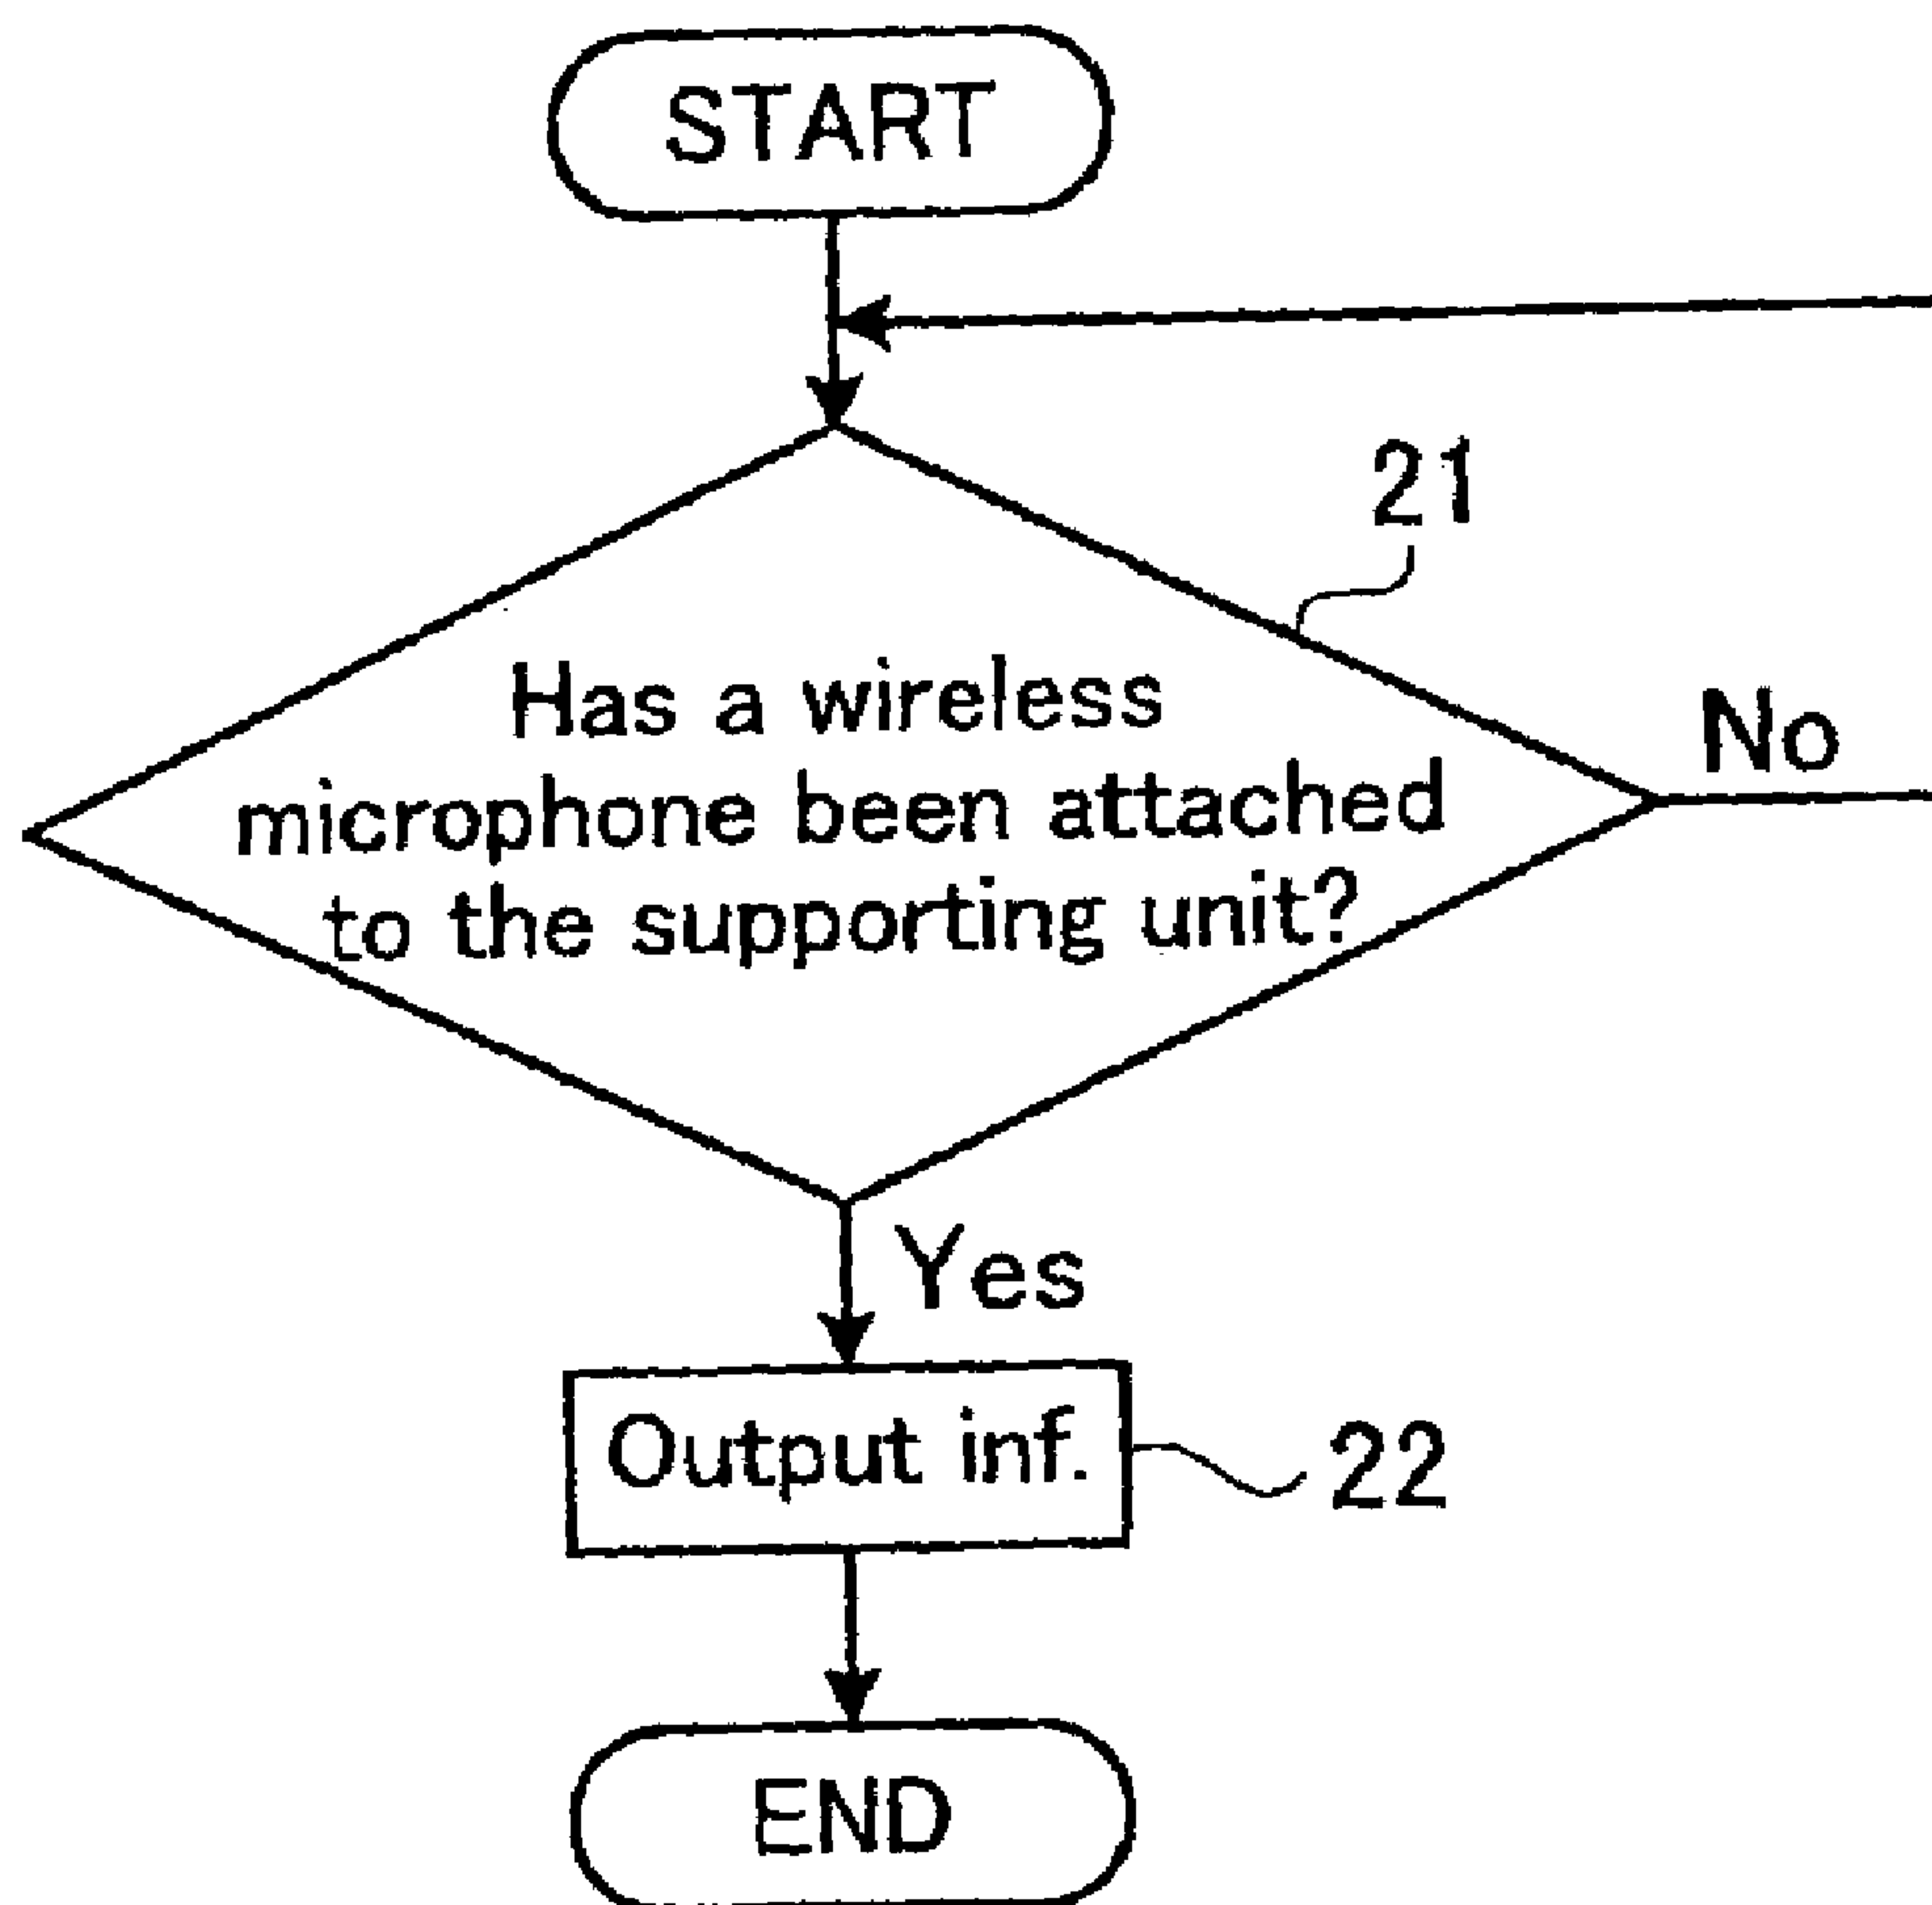 START
21
Has a wireless
microphone been attached
to the supporting unit?
No
Yes
Output inf.
22
END